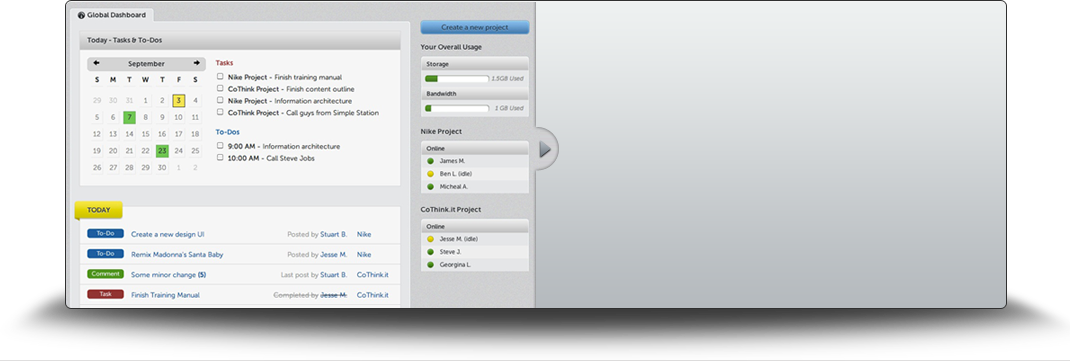 Global Dashboard
Today - Tasks & To-Dos
September
S M T W T F S
29 30 31 1 2 3 4
5 6 7 8 9 10 11
12 13 14 15 16 17 18
19 20 21 22 23 24 25
26 27 28 29 30 1 2
Tasks
Nike Project - Finish training manual
CoThink Project - Finish content outline
Nike Project - Information architecture
CoThink Project - Call guys from Simple Station
To-Dos
9:00 AM - Information architecture
10:00 AM - Call Steve Jobs
TODAY
To-Do Create a new design UI Posted by Stuart B. Nike
To-Do Remix Madonna's Santa Baby Posted by Jesse M. Nike
Comment Some minor change (5) Last post by Stuart B. CoThink.it
Task Finish Training Manual Completed by Jesse M. CoThink.it
Create a new project
Your Overall Usage
Storage
1.5GB Used
Bandwidth
1 GB Used
Nike Project
Online
James M.
Ben L. (idle)
Micheal A.
CoThink.it Project
Online
Jesse M. (idle)
Steve J.
Georgina L.